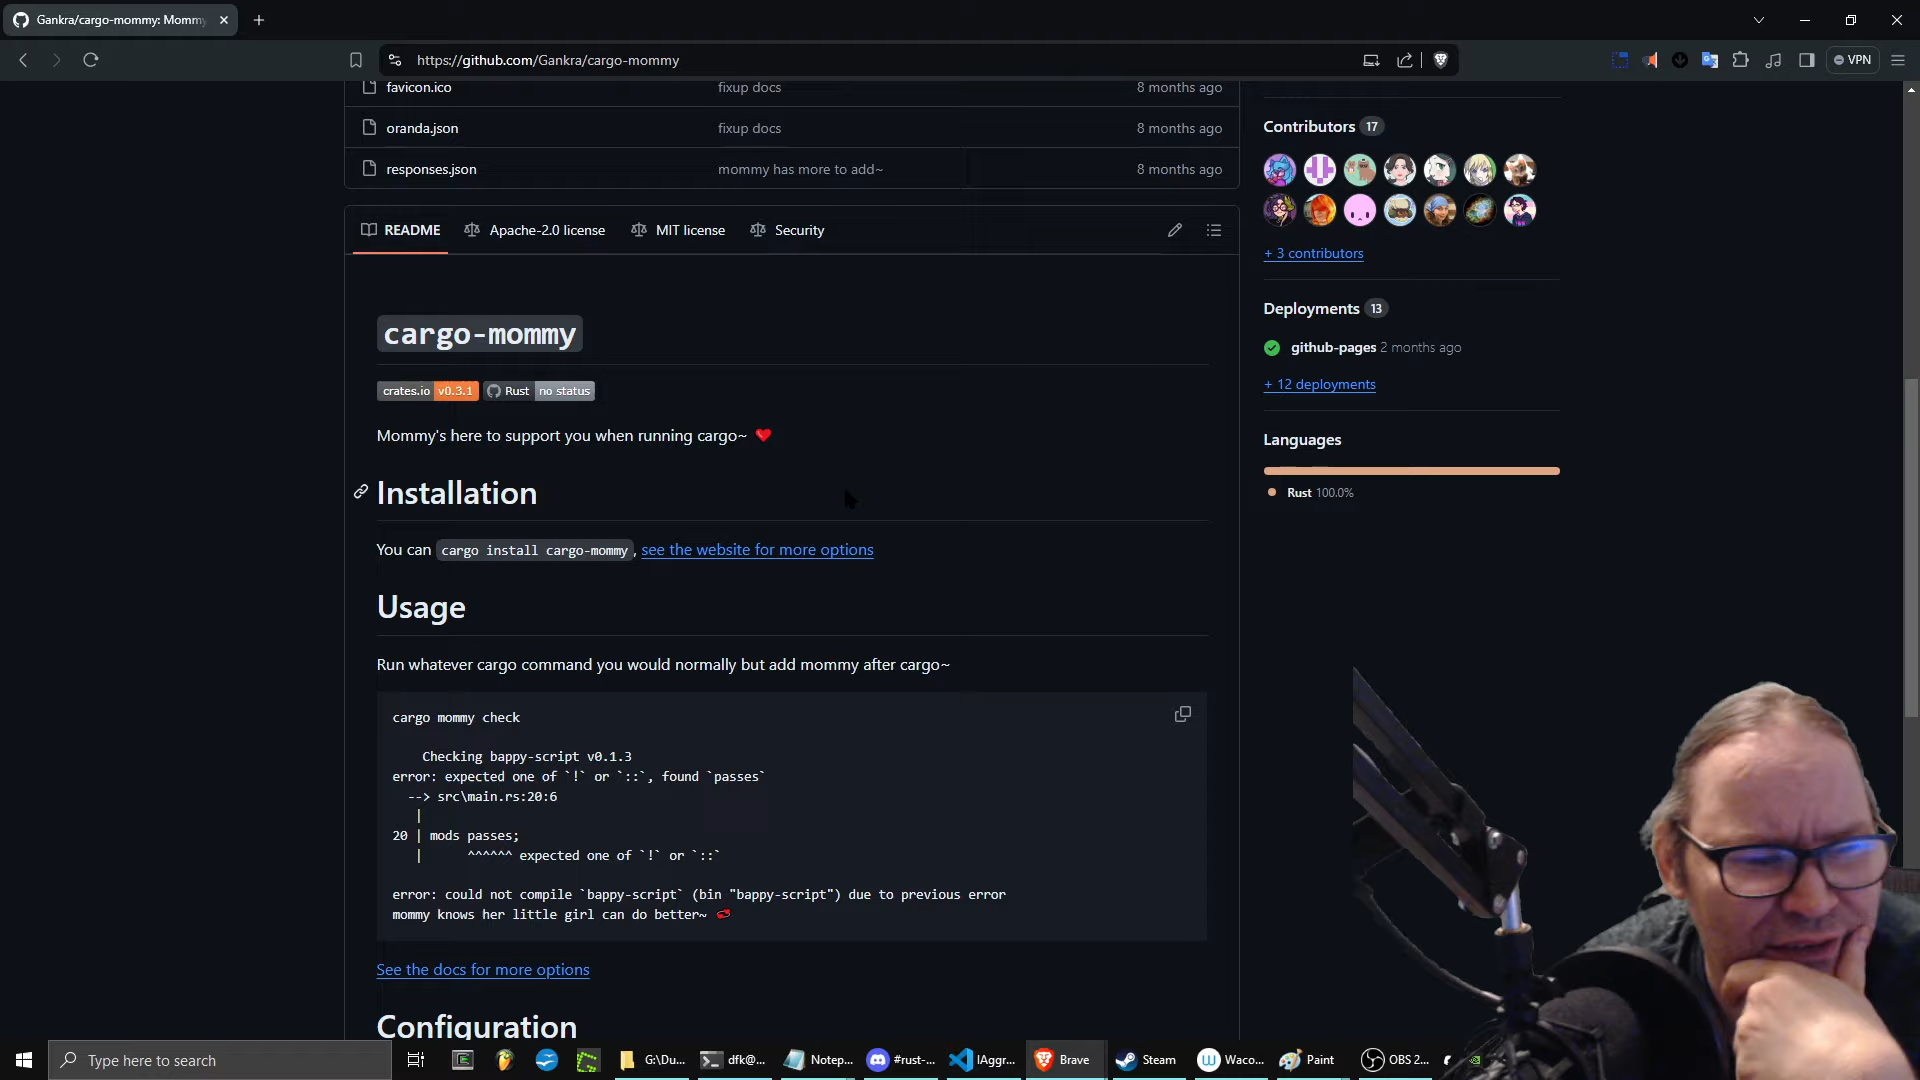 Gankra/cargo-mommy: Mommy
https://github.com/Gankra/cargo-mommy
VPN
favicon.ico fixup docs 8 months ago
oranda.json fixup docs 8 months ago
responses.json mommy has more to add~ 8 months ago
README Apache-2.0 license MIT license Security
cargo-mommy
crates.io v0.3.1 Rust no status
Mommy's here to support you when running cargo~ ❤️
Installation
You can cargo install cargo-mommy, see the website for more options
Usage
Run whatever cargo command you would normally but add mommy after cargo~
cargo mommy check
Checking bappy-script v0.1.3
error: expected one of `!` or `::`, found `passes`
--> src\main.rs:20:6
|
20 | mods passes;
| ^^^^^^ expected one of `!` or `::`
error: could not compile `bappy-script` (bin "bappy-script") due to previous error
mommy knows her little girl can do better~
See the docs for more options
Configuration
Contributors 17
+ 3 contributors
Deployments 13
github-pages 2 months ago
+ 12 deployments
Languages
Rust 100.0%
Type here to search
G:\Du... dfk@... Notep... #rust-... IAggr... Brave Steam Waco... Paint OBS 2...